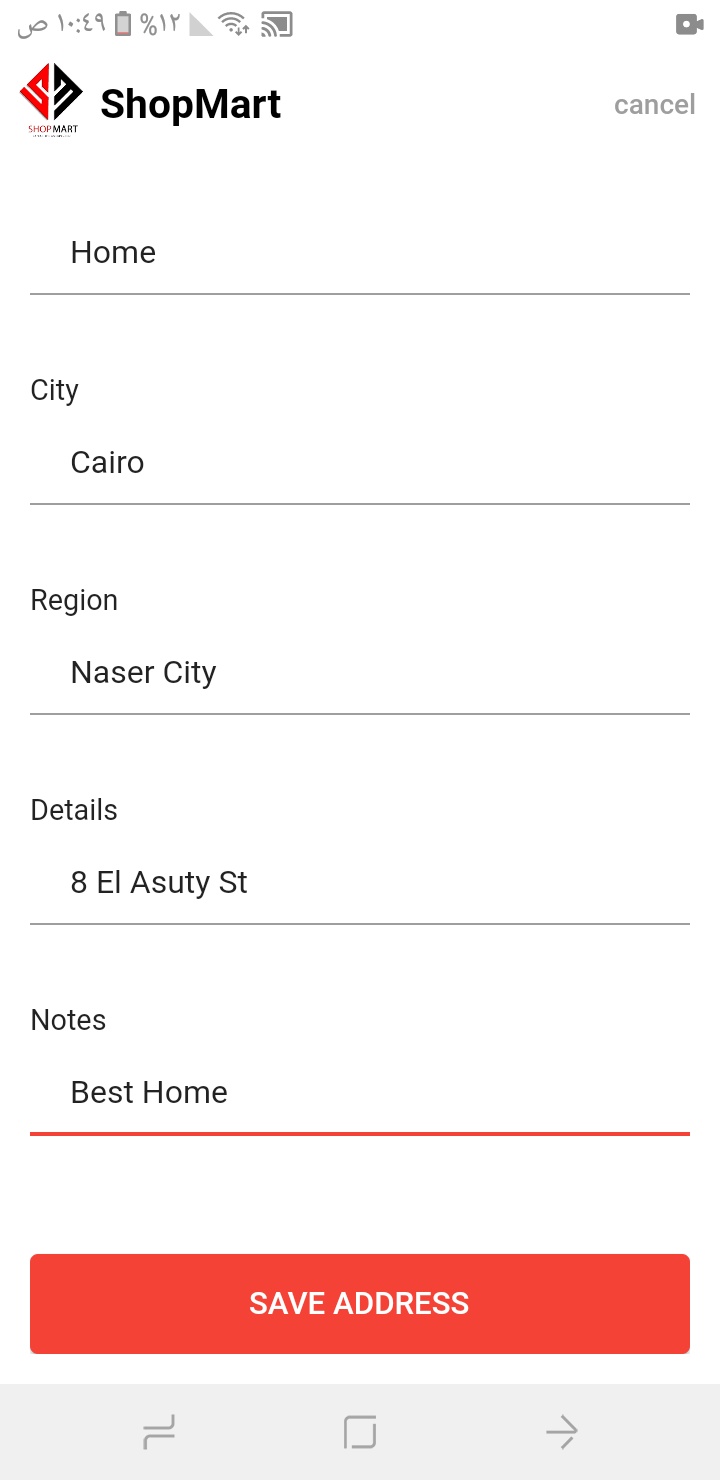 ص ١٠:٤٩ %١٢
ShopMart
cancel
SHOP MART
Home
City
Cairo
Region
Naser City
Details
8 El Asuty St
Notes
Best Home
SAVE ADDRESS